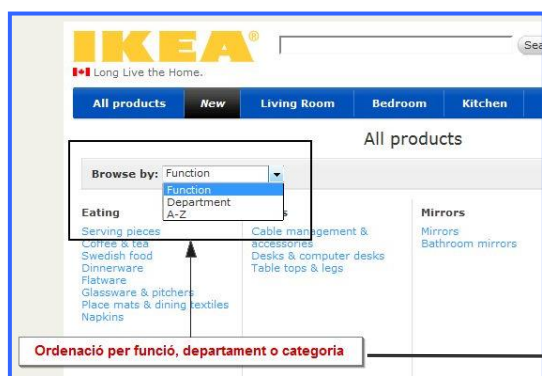 IKEA®
Sea
Long Live the Home.
All products New Living Room Bedroom Kitchen
All products
Browse by: Function
Function
Department
A-Z
Eating
Serving pieces
Coffee & tea
Swedish food
Dinnerware
Flatware
Glassware & pitchers
Place mats & dining textiles
Napkins
Cable management &
accessories
Desks & computer desks
Table tops & legs
Mirrors
Mirrors
Bathroom mirrors
Ordenació per funció, departament o categoria